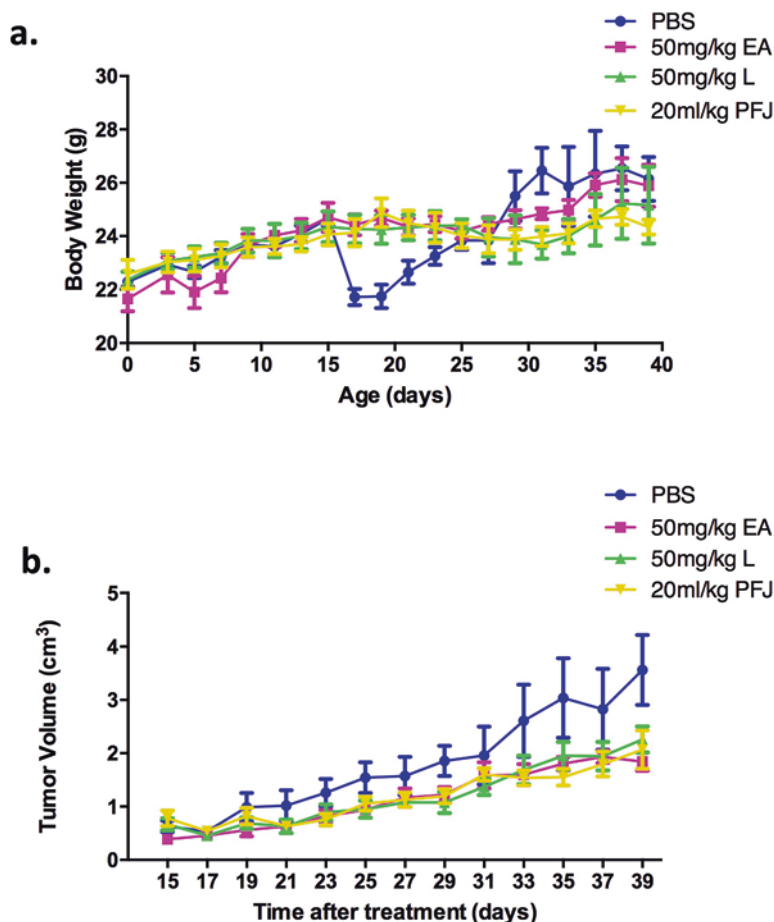 a.
PBS
50mg/kg EA
50mg/kg L
20ml/kg PFJ
30
28
26
24
22
20
Body Weight (g)
0 5 10 15 20 25 30 35 40
Age (days)
b.
PBS
50mg/kg EA
50mg/kg L
20ml/kg PFJ
5
4
3
2
1
0
Tumor Volume (cm³)
15 17 19 21 23 25 27 29 31 33 35 37 39
Time after treatment (days)